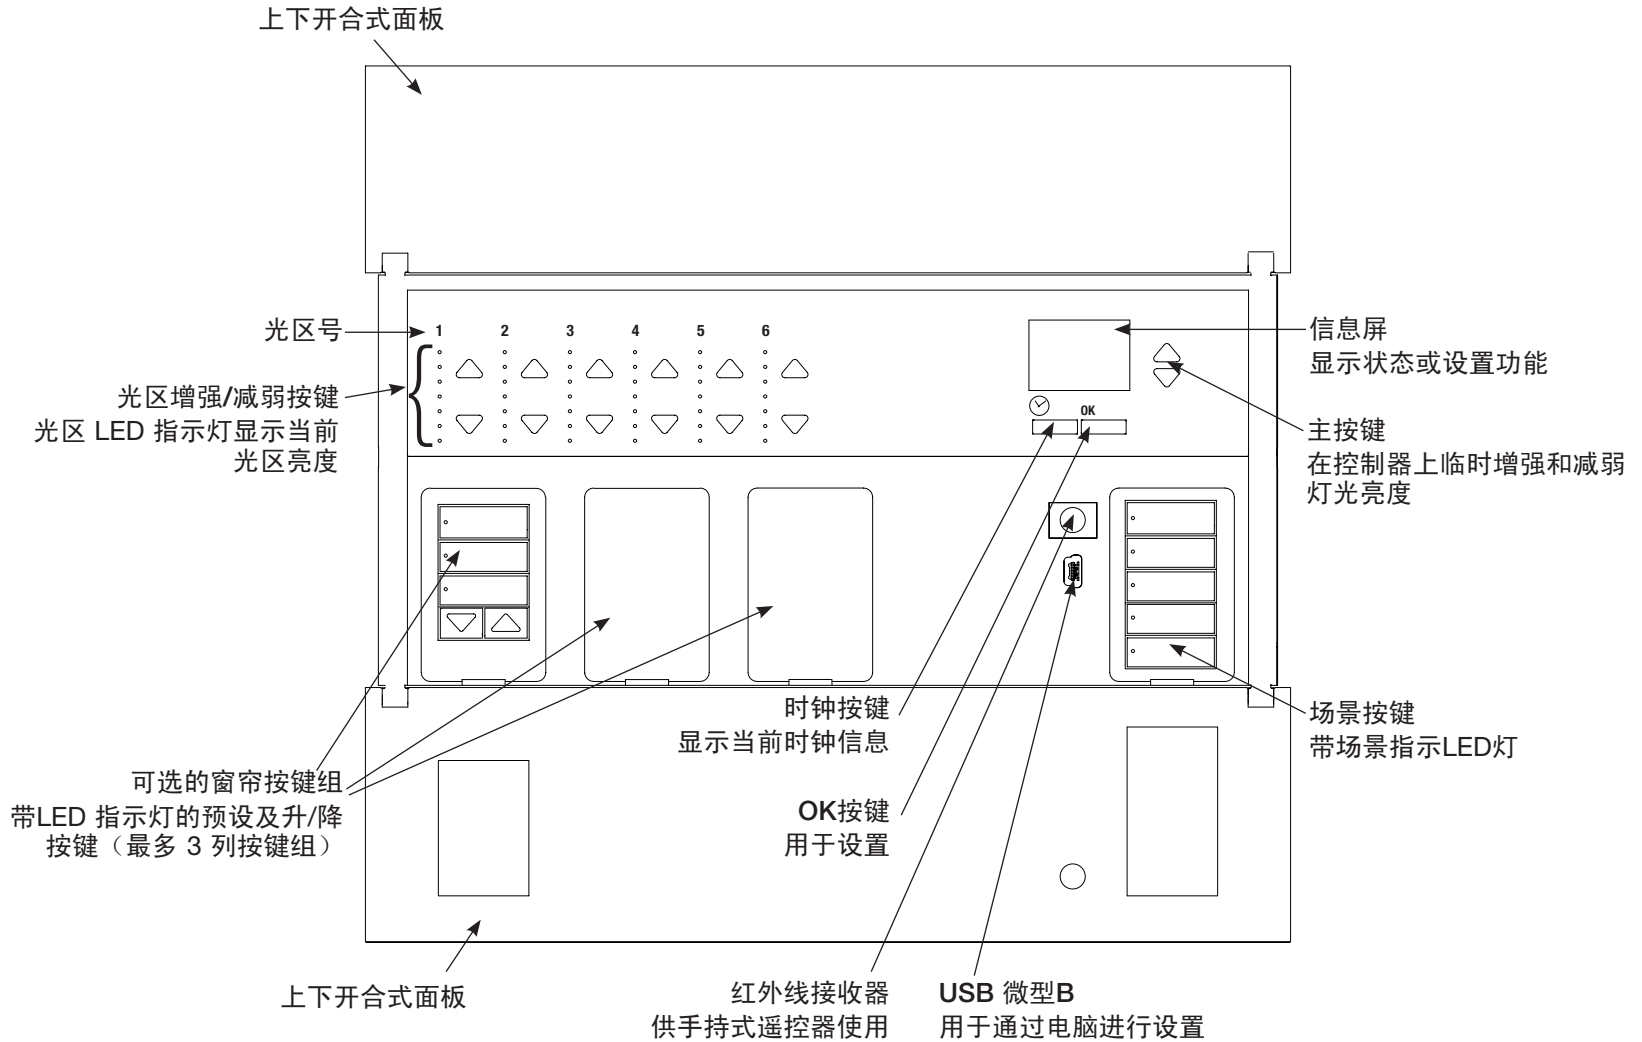 上下开合式面板
光区号
1 2 3 4 5 6
信息屏
显示状态或设置功能
光区增强/减弱按键
光区 LED 指示灯显示当前
光区亮度
OK
主按键
在控制器上临时增强和减弱
灯光亮度
时钟按键
显示当前时钟信息
场景按键
带场景指示LED灯
可选的窗帘按键组
带LED 指示灯的预设及升/降
按键（最多 3 列按键组）
OK按键
用于设置
上下开合式面板
红外线接收器
供手持式遥控器使用
USB 微型B
用于通过电脑进行设置